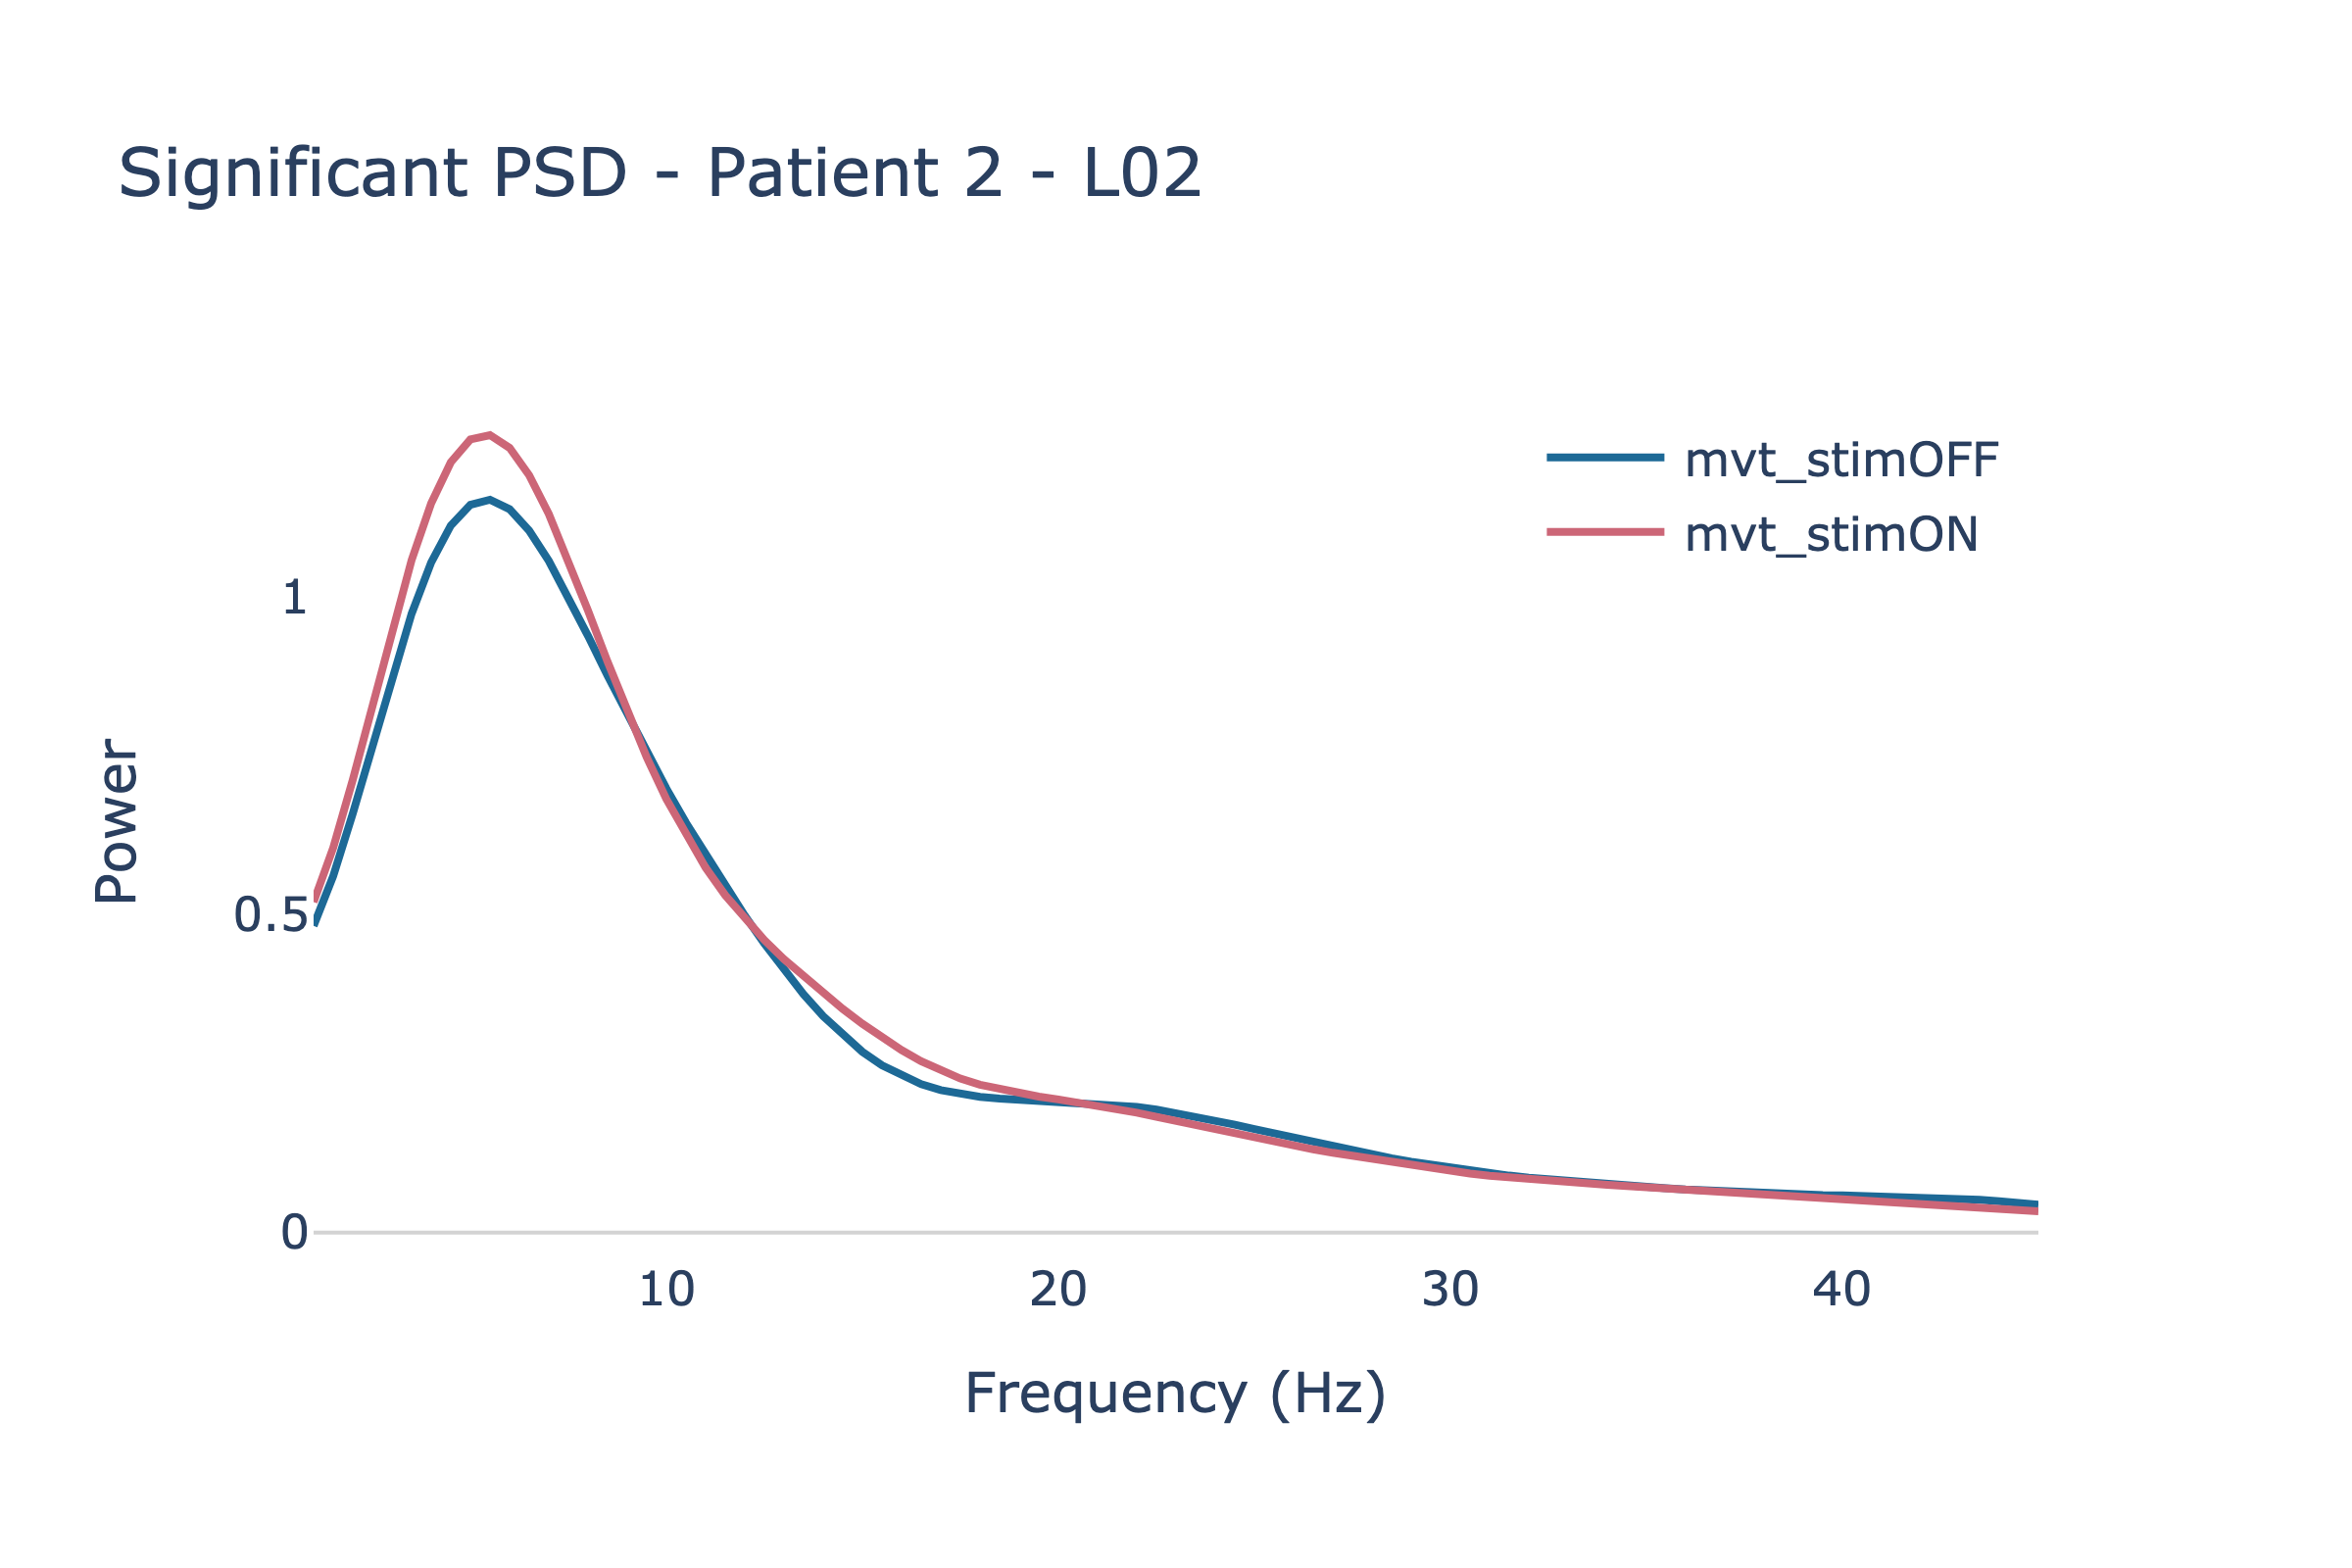 Significant PSD - Patient 2 - L02
mvt_stimOFF
mvt_stimON
1
0.5
0
Power
10 20 30 40
Frequency (Hz)